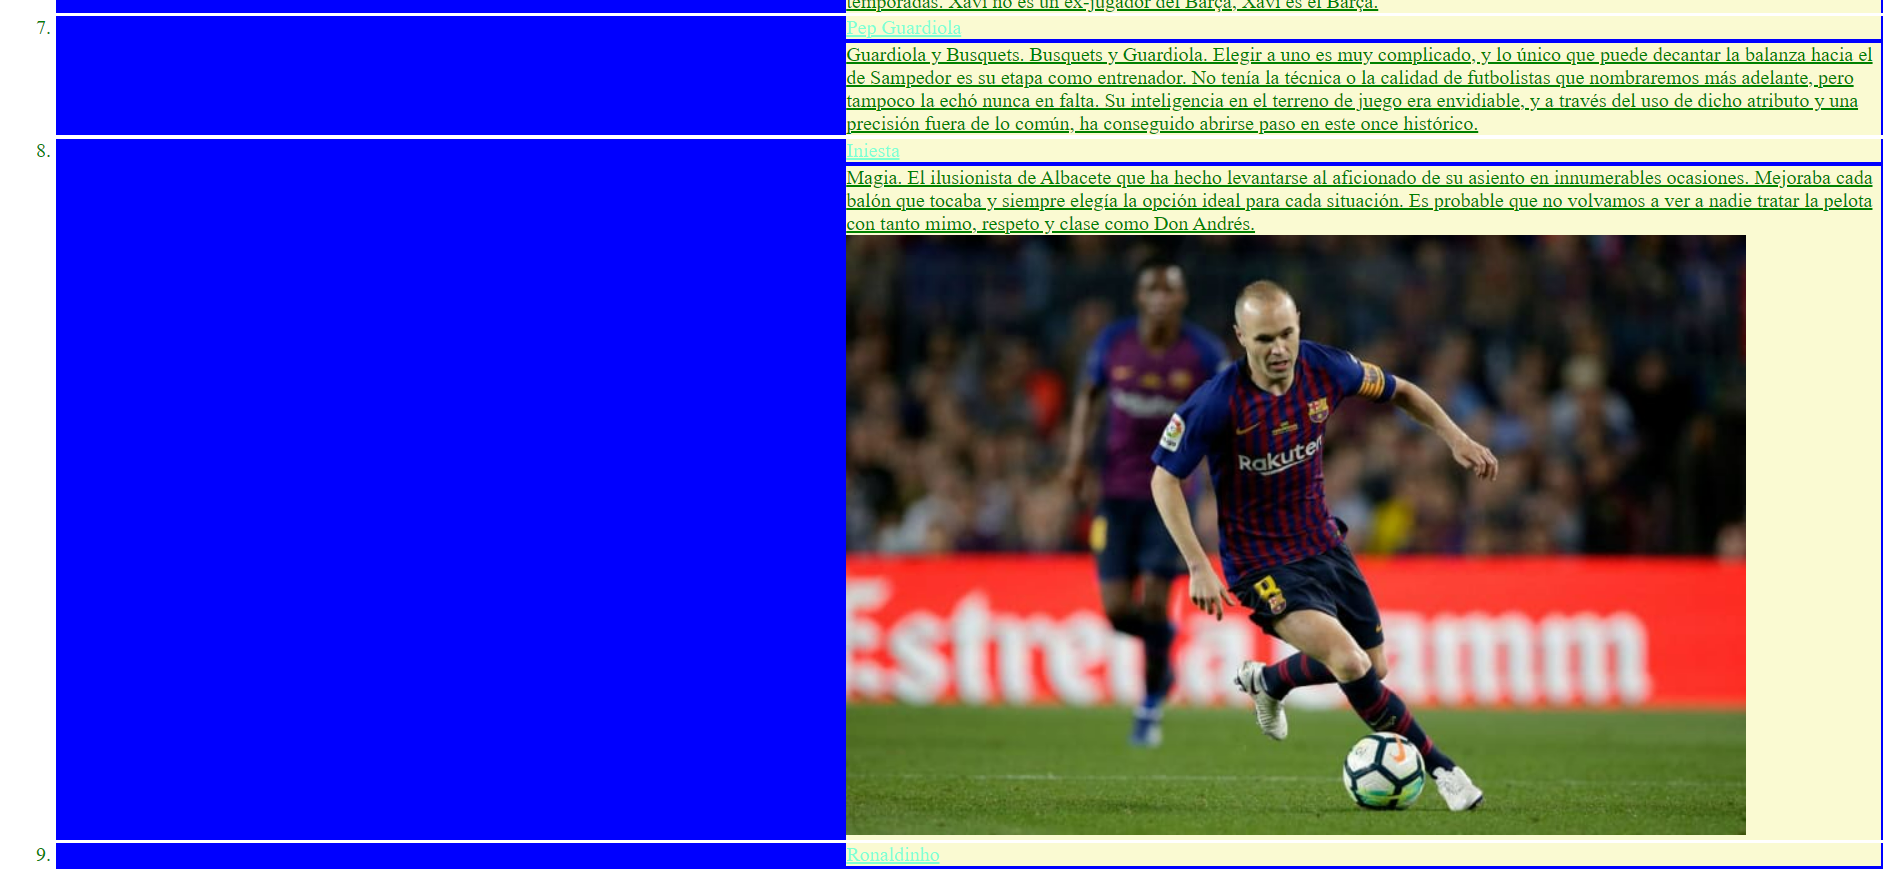 temporadas. Xavi no es un ex-jugador del Barça, Xavi es el Barça.
7.
Pep Guardiola
Guardiola y Busquets. Busquets y Guardiola. Elegir a uno es muy complicado, y lo único que puede decantar la balanza hacia el
de Sampedor es su etapa como entrenador. No tenía la técnica o la calidad de futbolistas que nombraremos más adelante, pero
tampoco la echó nunca en falta. Su inteligencia en el terreno de juego era envidiable, y a través del uso de dicho atributo y una
precisión fuera de lo común, ha conseguido abrirse paso en este once histórico.
8.
Iniesta
Magia. El ilusionista de Albacete que ha hecho levantarse al aficionado de su asiento en innumerables ocasiones. Mejoraba cada
balón que tocaba y siempre elegía la opción ideal para cada situación. Es probable que no volvamos a ver a nadie tratar la pelota
con tanto mimo, respeto y clase como Don Andrés.
Rakuten
8
9.
Ronaldinho